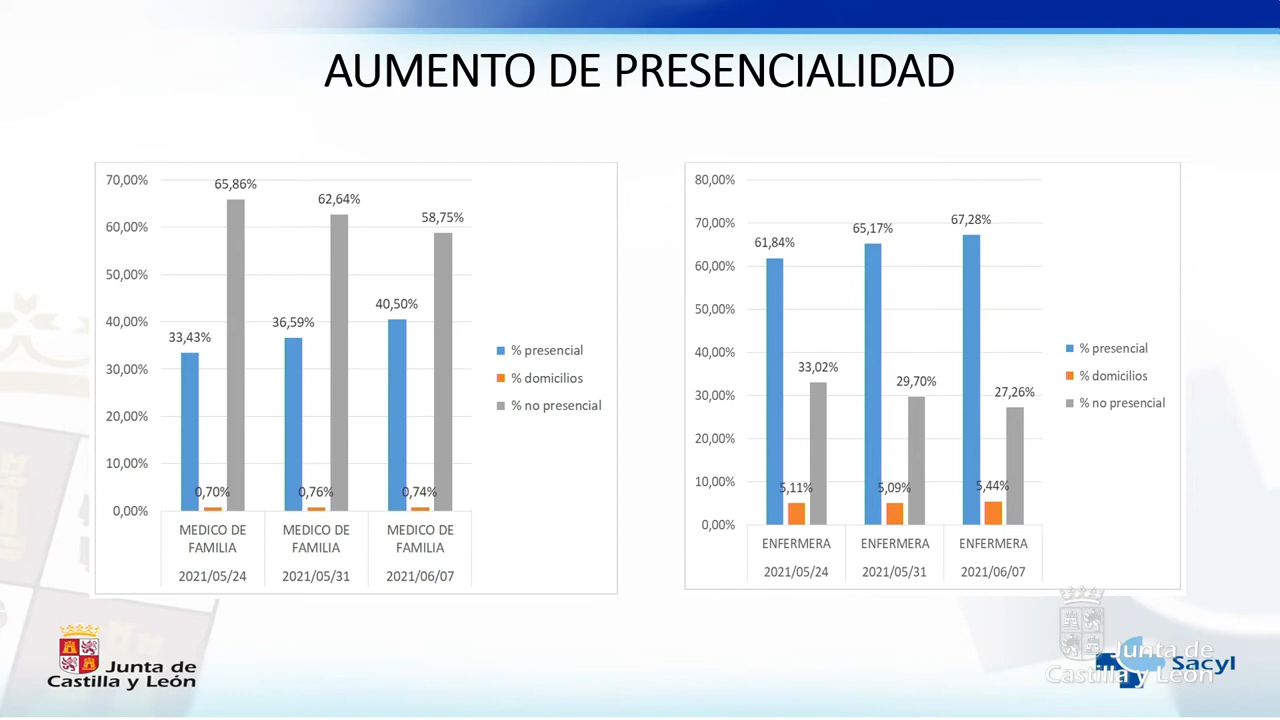 AUMENTO DE PRESENCIALIDAD
70,00%
60,00%
50,00%
40,00%
30,00%
20,00%
10,00%
0,00%
65,86%
62,64%
58,75%
33,43%
36,59%
40,50%
0,70%
0,76%
0,74%
MEDICO DE FAMILIA
MEDICO DE FAMILIA
MEDICO DE FAMILIA
2021/05/24
2021/05/31
2021/06/07
% presencial
% domicilios
% no presencial
80,00%
70,00%
60,00%
50,00%
40,00%
30,00%
20,00%
10,00%
0,00%
61,84%
65,17%
67,28%
33,02%
29,70%
27,26%
5,11%
5,09%
5,44%
ENFERMERA
ENFERMERA
ENFERMERA
2021/05/24
2021/05/31
2021/06/07
% presencial
% domicilios
% no presencial
Junta de
Castilla y León
Junta de
Castilla y León
Sacyl